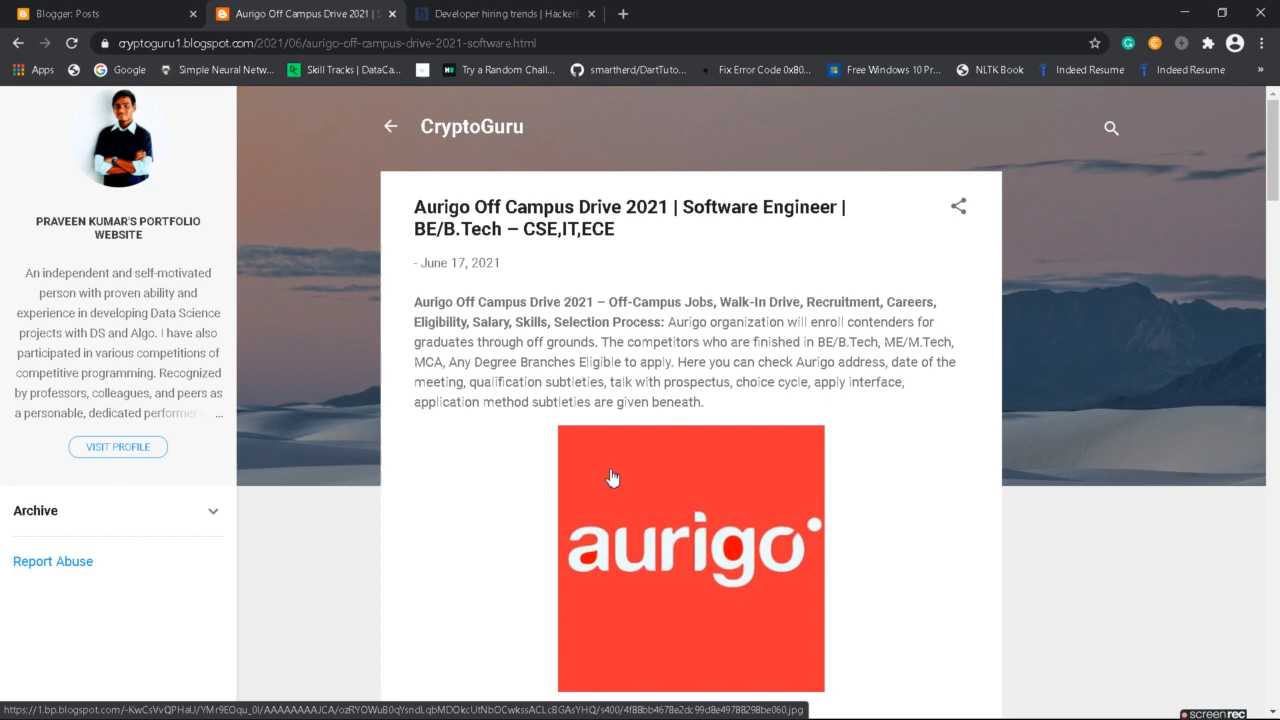 Blogger: Posts
Aurigo Off Campus Drive 2021 | S
Developer hiring trends | Hacker
cryptoguru1.blogspot.com/2021/06/aurigo-off-campus-drive-2021-software.html
Apps
Google
Simple Neural Netw...
Skill Tracks | DataCa...
Try a Random Chall...
smartherd/DartTuto...
Fix Error Code 0x80...
Free Windows 10 Pr...
NLTK Book
Indeed Resume
Indeed Resume
»
PRAVEEN KUMAR'S PORTFOLIO
WEBSITE
An independent and self-motivated
person with proven ability and
experience in developing Data Science
projects with DS and Algo. I have also
participated in various competitions of
competitive programming. Recognized
by professors, colleagues, and peers as
a personable, dedicated performer ...
VISIT PROFILE
Archive
Report Abuse
CryptoGuru
Aurigo Off Campus Drive 2021 | Software Engineer |
BE/B.Tech – CSE,IT,ECE
- June 17, 2021
Aurigo Off Campus Drive 2021 – Off-Campus Jobs, Walk-In Drive, Recruitment, Careers,
Eligibility, Salary, Skills, Selection Process: Aurigo organization will enroll contenders for
graduates through off grounds. The competitors who are finished in BE/B.Tech, ME/M.Tech,
MCA, Any Degree Branches Eligible to apply. Here you can check Aurigo address, date of the
meeting, qualification subtleties, talk with prospectus, choice cycle, apply interface,
application method subtleties are given beneath.
aurigo
screenrec